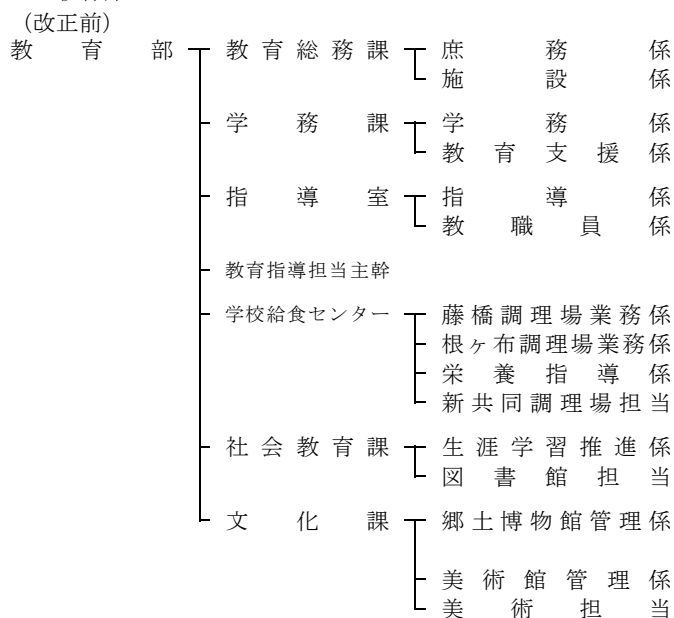 (改正前)
教育部 教育総務課 庶務係
施設係
学務課 学務係
教育支援係
指導室 指導係
教職員係
教育指導担当主幹
学校給食センター 藤橋調理場業務係
根ヶ布調理場業務係
栄養指導係
新共同調理場担当
社会教育課 生涯学習推進係
図書館担当
文化課 郷土博物館管理係
美術館管理係
美術担当